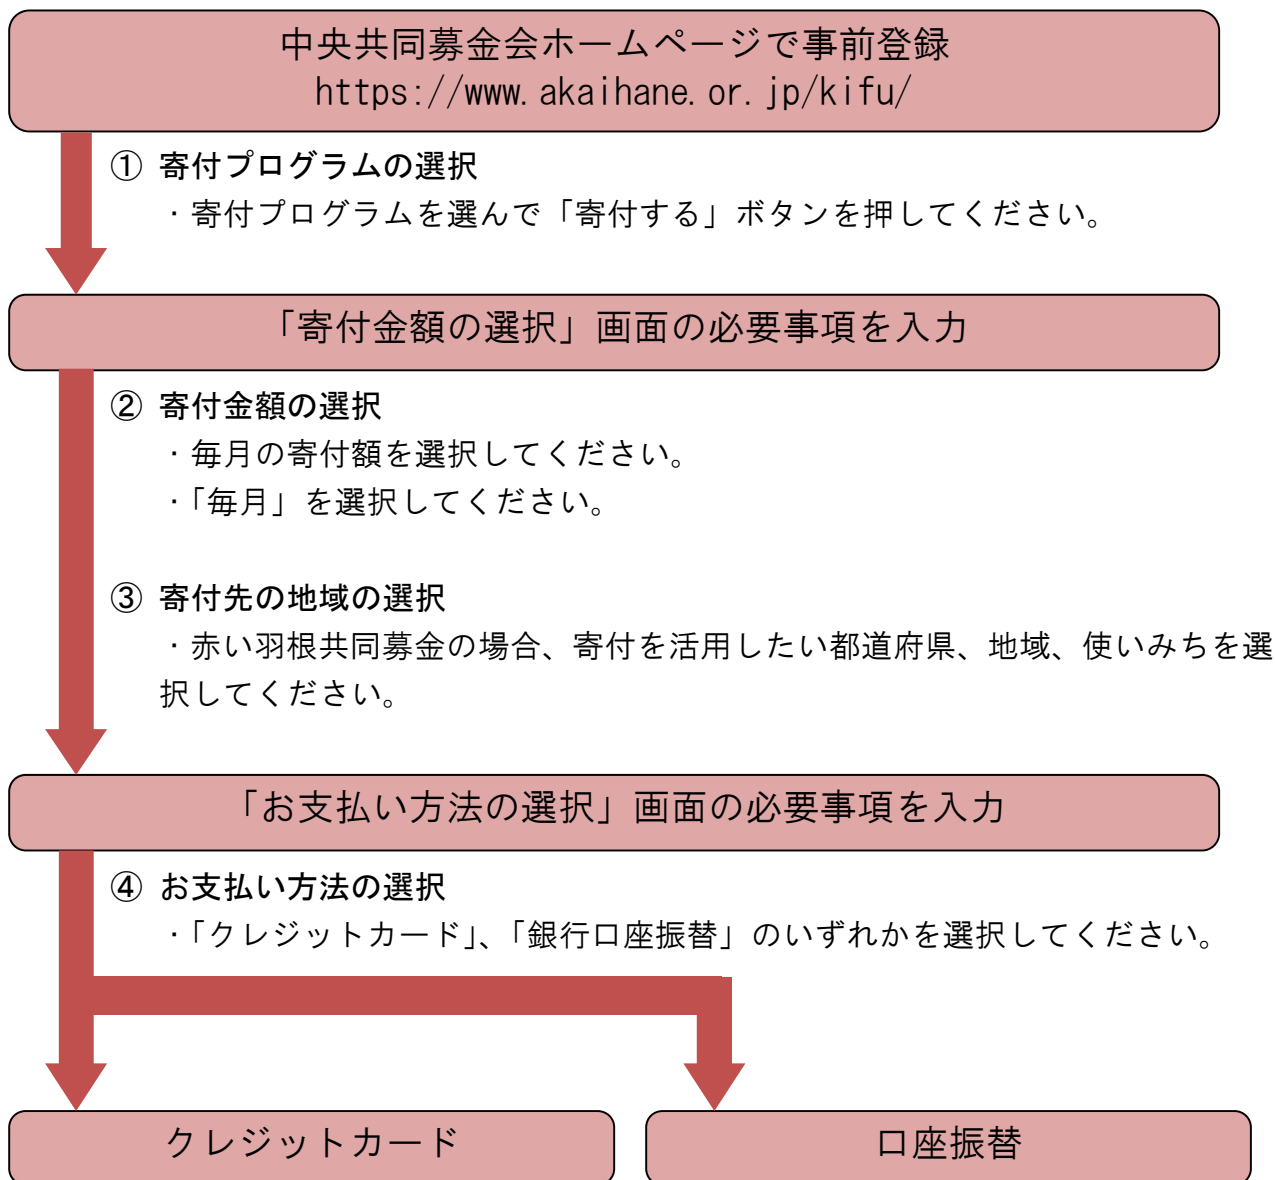 中央共同募金会ホームページで事前登録
https://www.akaihane.or.jp/kifu/
① 寄付プログラムの選択
・寄付プログラムを選んで「寄付する」ボタンを押してください。
「寄付金額の選択」画面の必要事項を入力
② 寄付金額の選択
・毎月の寄付額を選択してください。
・「毎月」を選択してください。
③ 寄付先の地域の選択
・赤い羽根共同募金の場合、寄付を活用したい都道府県、地域、使いみちを選
択してください。
「お支払い方法の選択」画面の必要事項を入力
④ お支払い方法の選択
・「クレジットカード」、「銀行口座振替」のいずれかを選択してください。
クレジットカード
口座振替